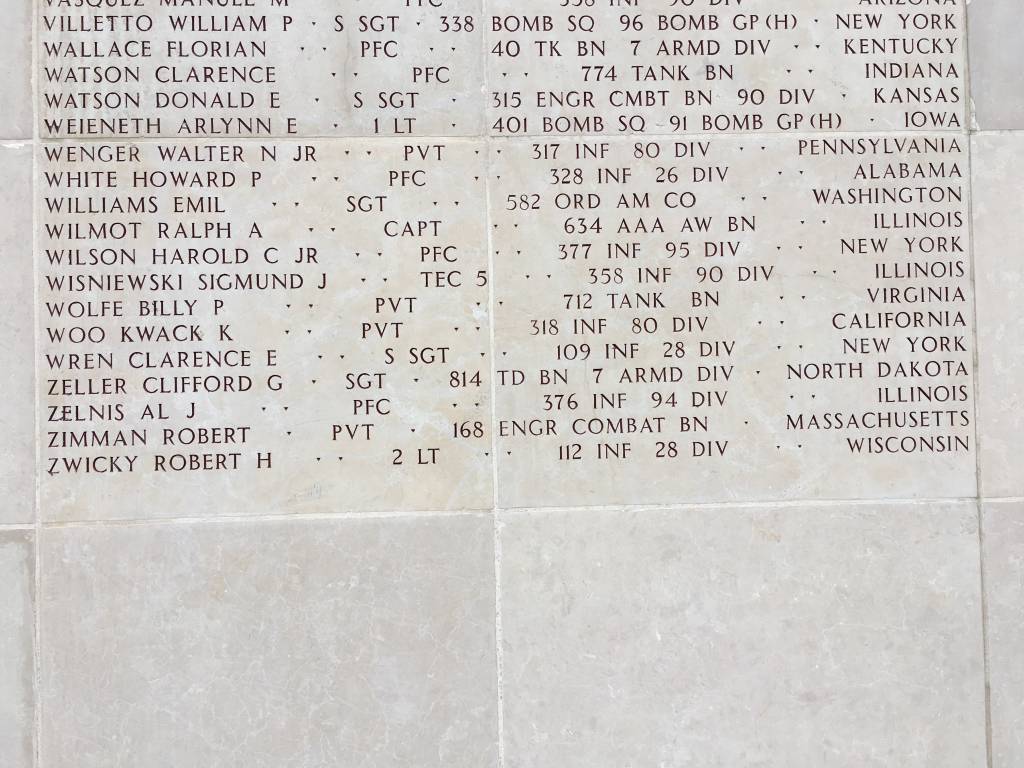 VASQUEZ MANUEL M · · PFC · · 358 INF 90 DIV · · ARIZONA
VILLETTO WILLIAM P · S SGT · 338 BOMB SQ 96 BOMB GP (H) · NEW YORK
WALLACE FLORIAN · · PFC · · 40 TK BN 7 ARMD DIV · · KENTUCKY
WATSON CLARENCE · · PFC · · 774 TANK BN · · INDIANA
WATSON DONALD E · S SGT · 315 ENGR CMBT BN 90 DIV · KANSAS
WEIENETH ARLYNN E · 1 LT · 401 BOMB SQ 91 BOMB GP (H) · IOWA
WENGER WALTER N JR · · PVT · · 317 INF 80 DIV · · PENNSYLVANIA
WHITE HOWARD P · · PFC · · 328 INF 26 DIV · · ALABAMA
WILLIAMS EMIL · · SGT · · 582 ORD AM CO · · WASHINGTON
WILMOT RALPH A · · CAPT · · 634 AAA AW BN · · ILLINOIS
WILSON HAROLD C JR · · PFC · · 377 INF 95 DIV · · NEW YORK
WISNIEWSKI SIGMUND J · · TEC 5 · · 358 INF 90 DIV · · ILLINOIS
WOLFE BILLY P · · PVT · · 712 TANK BN · · VIRGINIA
WOO KWACK K · · PVT · · 318 INF 80 DIV · · CALIFORNIA
WREN CLARENCE E · · S SGT · · 109 INF 28 DIV · · NEW YORK
ZELLER CLIFFORD G · SGT · 814 TD BN 7 ARMD DIV · NORTH DAKOTA
ZELNIS AL J · · PFC · · 376 INF 94 DIV · · ILLINOIS
ZIMMAN ROBERT · PVT · 168 ENGR COMBAT BN · MASSACHUSETTS
ZWICKY ROBERT H · · 2 LT · · 112 INF 28 DIV · · WISCONSIN